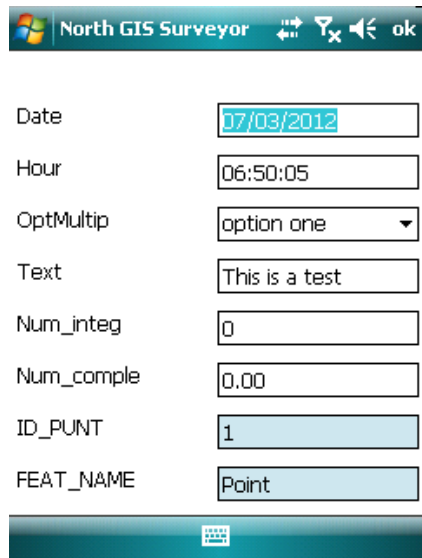 North GIS Surveyor ok
Date 07/03/2012
Hour 06:50:05
OptMultip option one
Text This is a test
Num_integ 0
Num_comple 0.00
ID_PUNT 1
FEAT_NAME Point